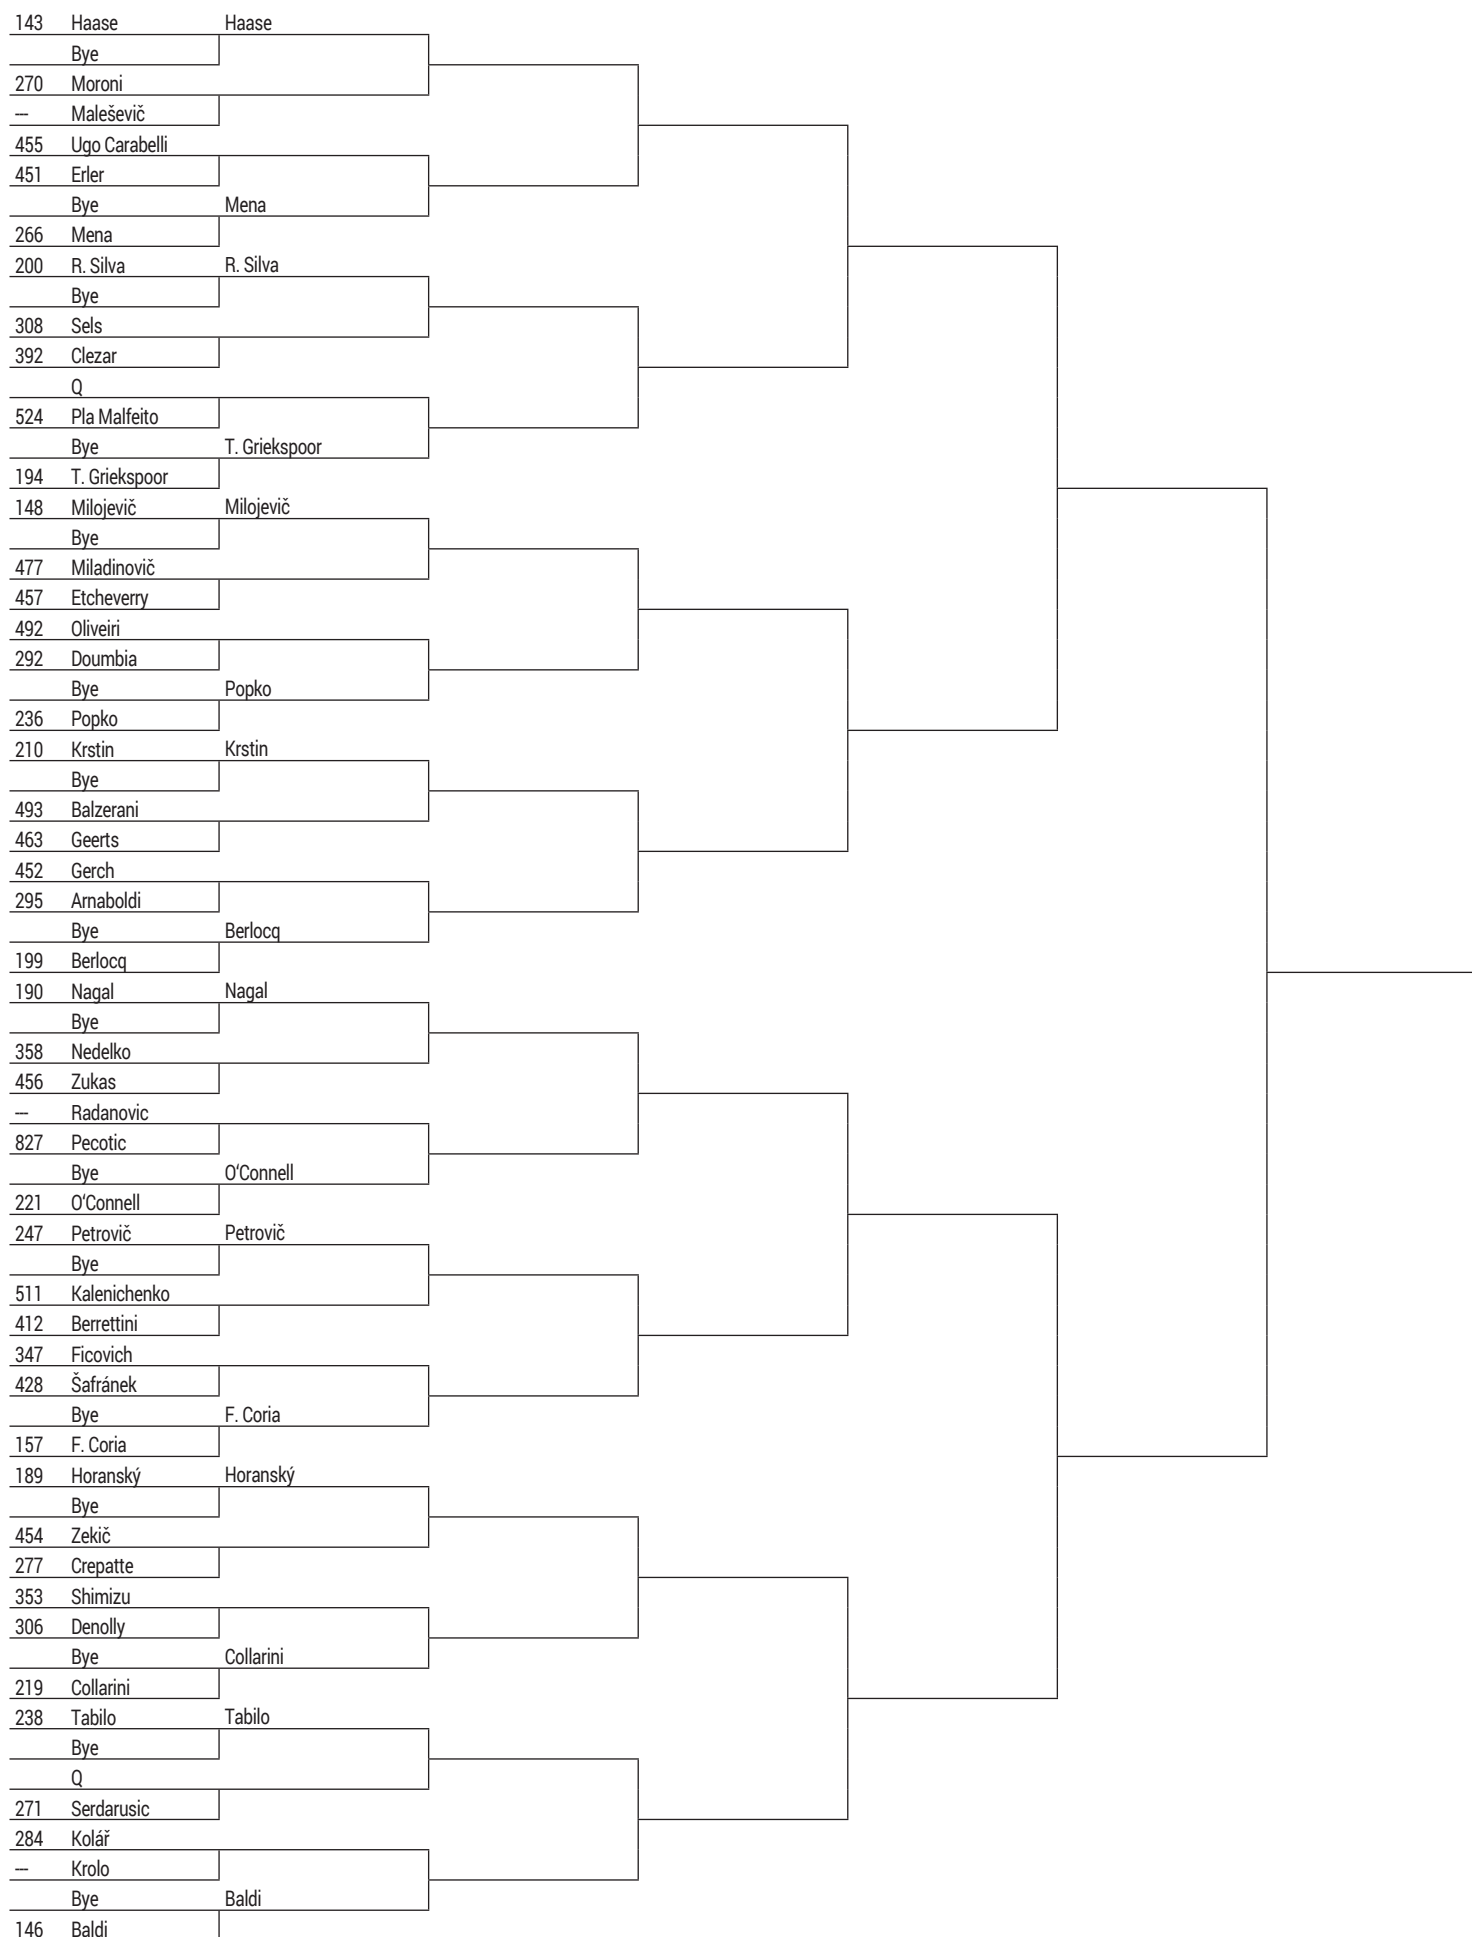 143 Haase Haase
Bye
270 Moroni
--- Maleševič
455 Ugo Carabelli
451 Erler
Bye Mena
266 Mena
200 R. Silva R. Silva
Bye
308 Sels
392 Clezar
Q
524 Pla Malfeito
Bye T. Griekspoor
194 T. Griekspoor
148 Milojevič Milojevič
Bye
477 Miladinovič
457 Etcheverry
492 Oliveiri
292 Doumbia
Bye Popko
236 Popko
210 Krstin Krstin
Bye
493 Balzerani
463 Geerts
452 Gerch
295 Arnaboldi
Bye Berlocq
199 Berlocq
190 Nagal Nagal
Bye
358 Nedelko
456 Zukas
--- Radanovic
827 Pecotic
Bye O‘Connell
221 O‘Connell
247 Petrovič Petrovič
Bye
511 Kalenichenko
412 Berrettini
347 Ficovich
428 Šafránek
Bye F. Coria
157 F. Coria
189 Horanský Horanský
Bye
454 Zekič
277 Crepatte
353 Shimizu
306 Denolly
Bye Collarini
219 Collarini
238 Tabilo Tabilo
Bye
Q
271 Serdarusic
284 Kolář
--- Krolo
Bye Baldi
146 Baldi